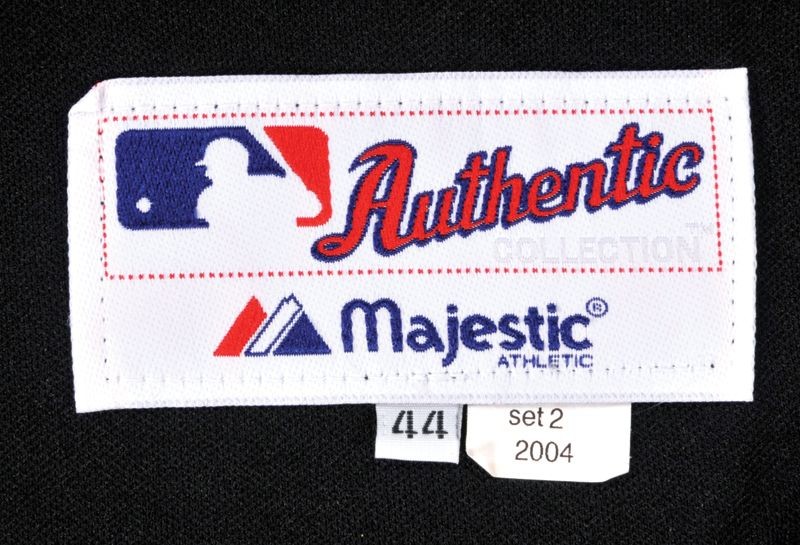 Authentic
COLLECTION™
Majestic®
ATHLETIC
44
set 2
2004